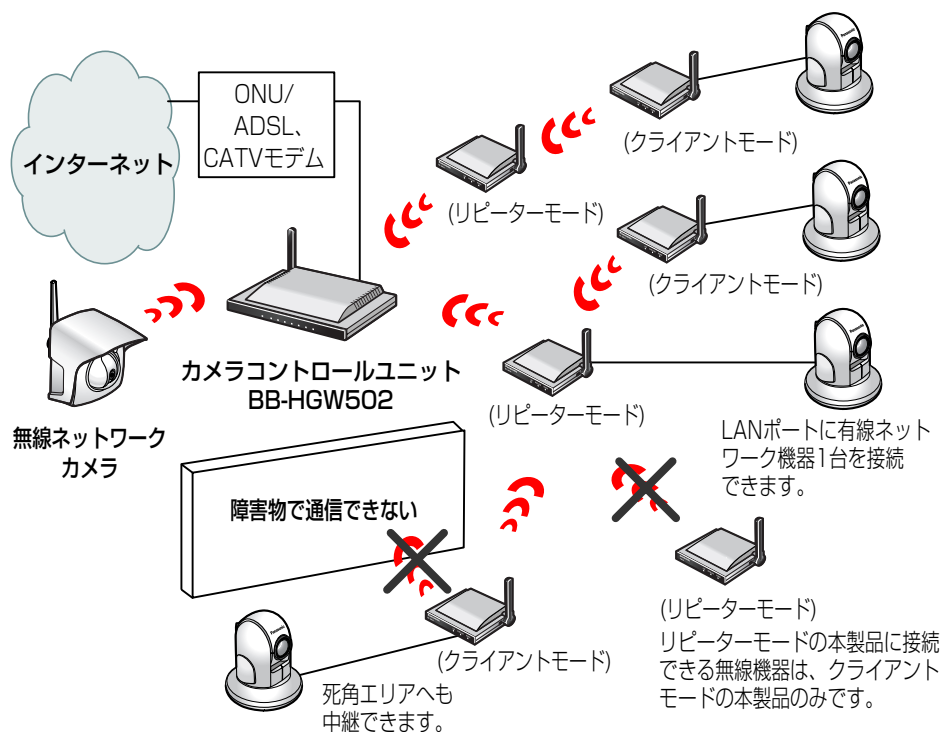 インターネット
ONU/
ADSL、
CATVモデム
(クライアントモード)
(リピーターモード)
(クライアントモード)
カメラコントロールユニット
BB-HGW502
(リピーターモード)
無線ネットワーク
カメラ
LANポートに有線ネット
ワーク機器1台を接続
できます。
障害物で通信できない
(クライアントモード)
死角エリアへも
中継できます。
(リピーターモード)
リピーターモードの本製品に接続
できる無線機器は、クライアント
モードの本製品のみです。
Panasonic
Panasonic
Panasonic
Panasonic